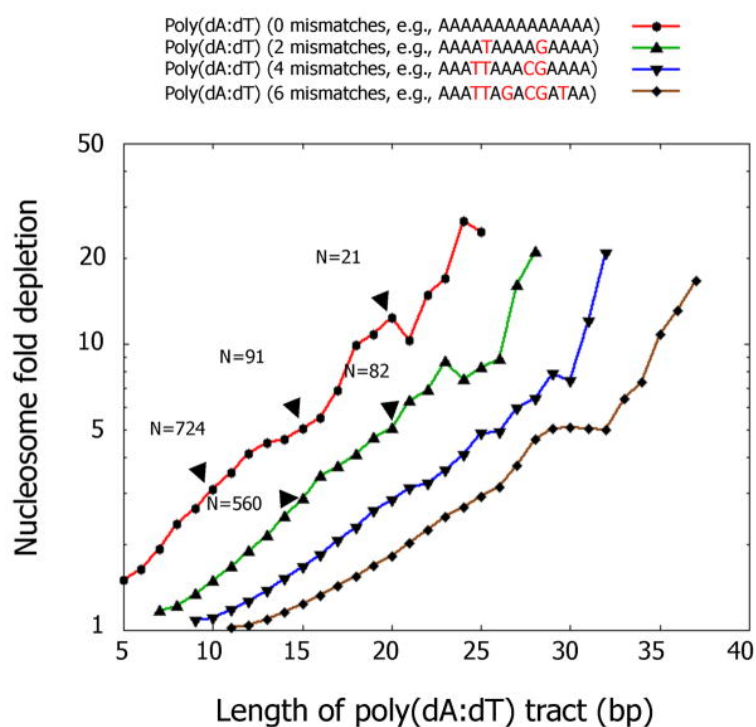 Poly(dA:dT) (0 mismatches, e.g., AAAAAAAAAAAAAA)
Poly(dA:dT) (2 mismatches, e.g., AAAATAAAAGAAAA)
Poly(dA:dT) (4 mismatches, e.g., AAATTAAACGAAAA)
Poly(dA:dT) (6 mismatches, e.g., AAATTAGACGATAA)
50
20
10
5
1
Nucleosome fold depletion
N=21
N=91
N=82
N=724
N=560
5 10 15 20 25 30 35 40
Length of poly(dA:dT) tract (bp)